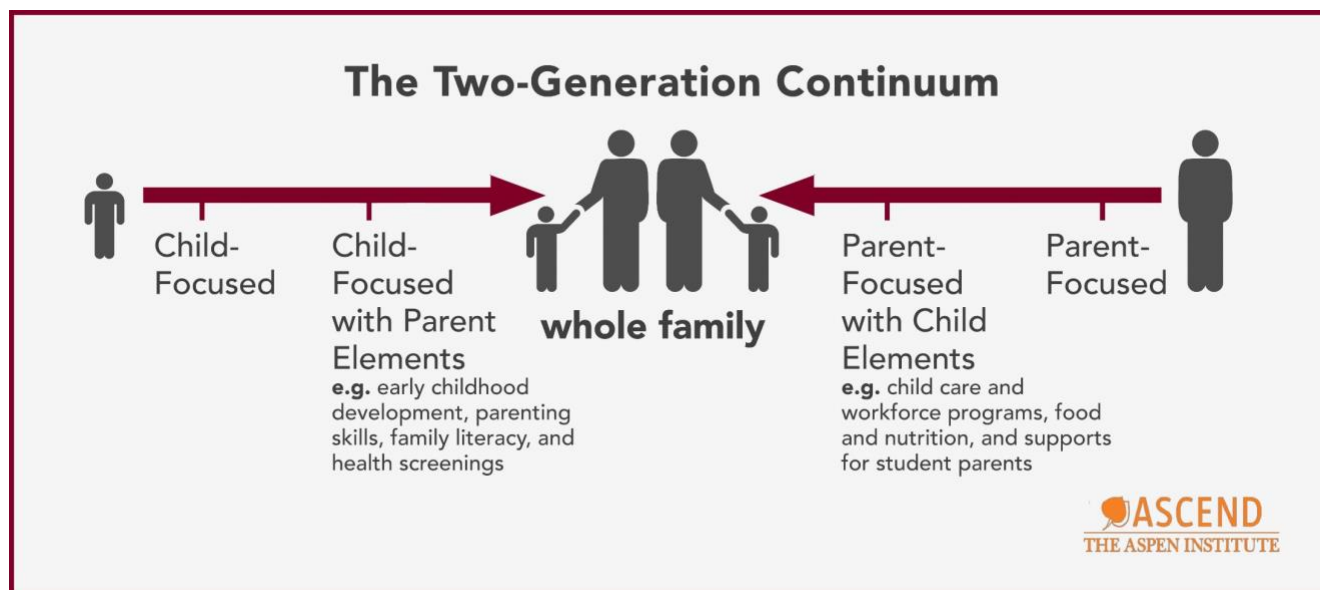 The Two-Generation Continuum
Child-
Focused
Child-
Focused
with Parent
Elements
e.g. early childhood
development, parenting
skills, family literacy, and
health screenings
whole family
Parent-
Focused
with Child
Elements
e.g. child care and
workforce programs, food
and nutrition, and supports
for student parents
Parent-
Focused
ASCEND
THE ASPEN INSTITUTE